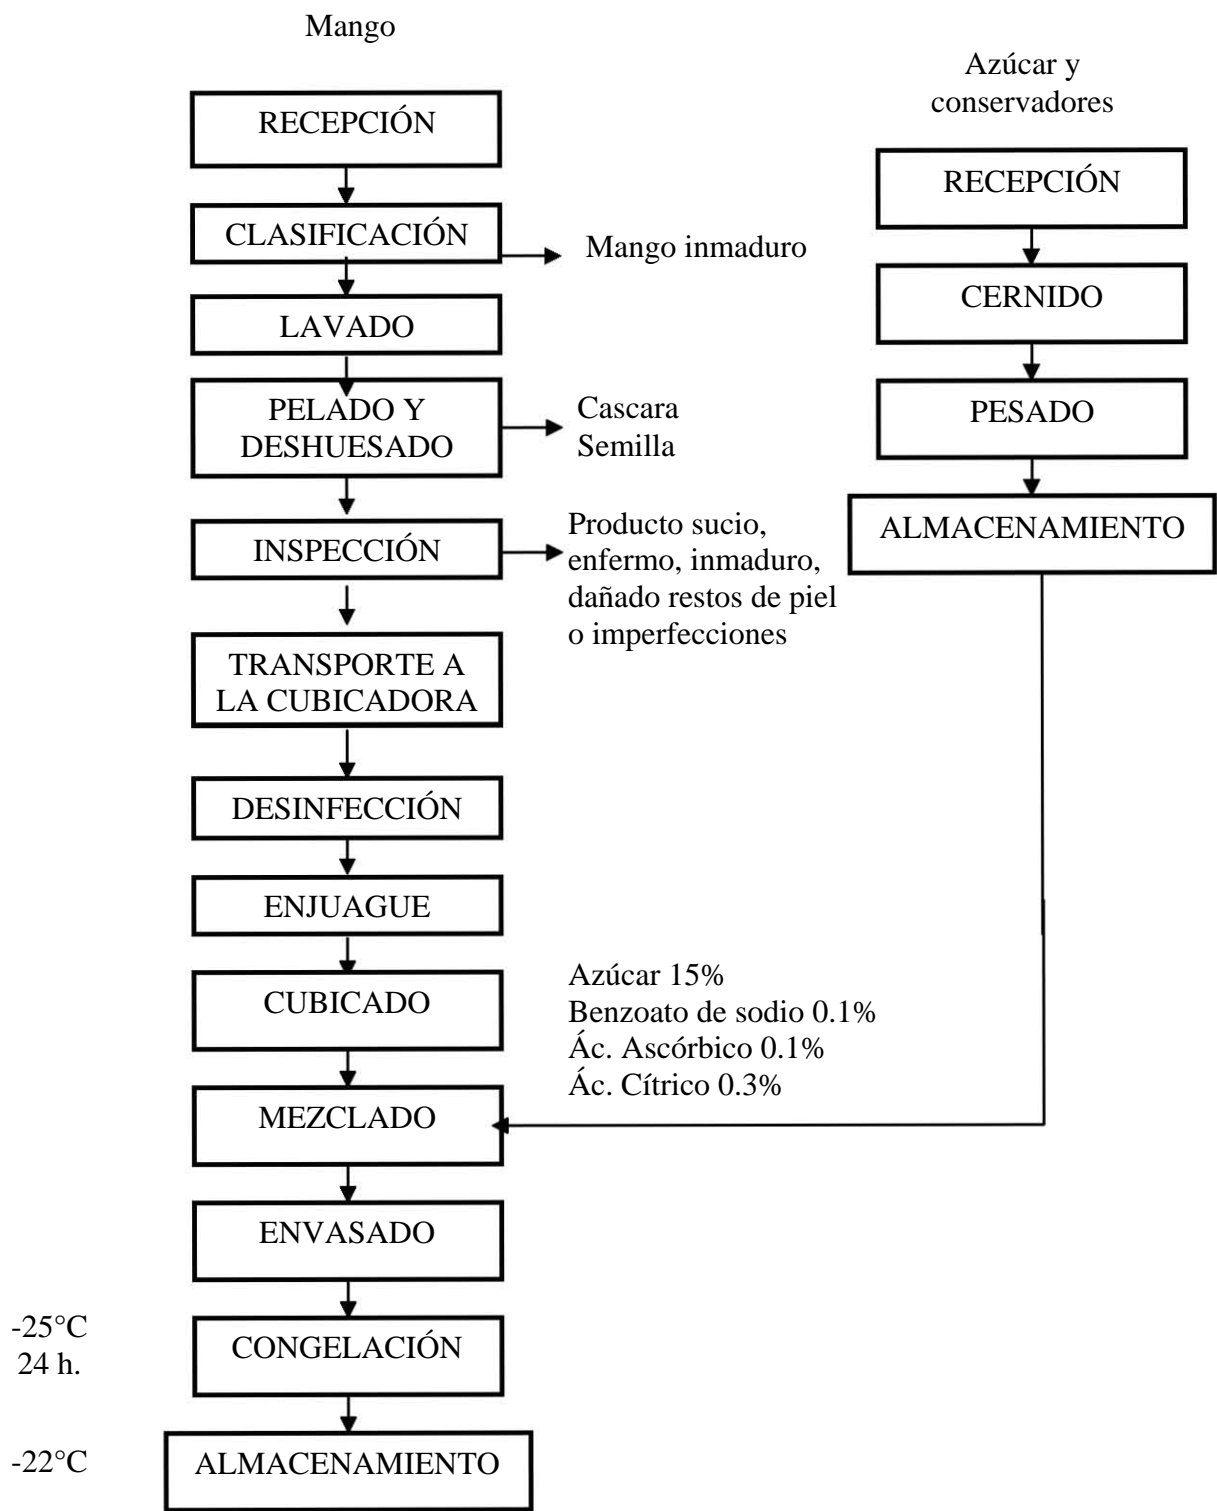 Mango
RECEPCIÓN
CLASIFICACIÓN
Mango inmaduro
LAVADO
PELADO Y
DESHUESADO
Cascara
Semilla
INSPECCIÓN
Producto sucio,
enfermo, inmaduro,
dañado restos de piel
o imperfecciones
TRANSPORTE A
LA CUBICADORA
DESINFECCIÓN
ENJUAGUE
CUBICADO
Azúcar y
conservadores
RECEPCIÓN
CERNIDO
PESADO
ALMACENAMIENTO
Azúcar 15%
Benzoato de sodio 0.1%
Ác. Ascórbico 0.1%
Ác. Cítrico 0.3%
MEZCLADO
ENVASADO
-25°C
24 h.
CONGELACIÓN
-22°C
ALMACENAMIENTO